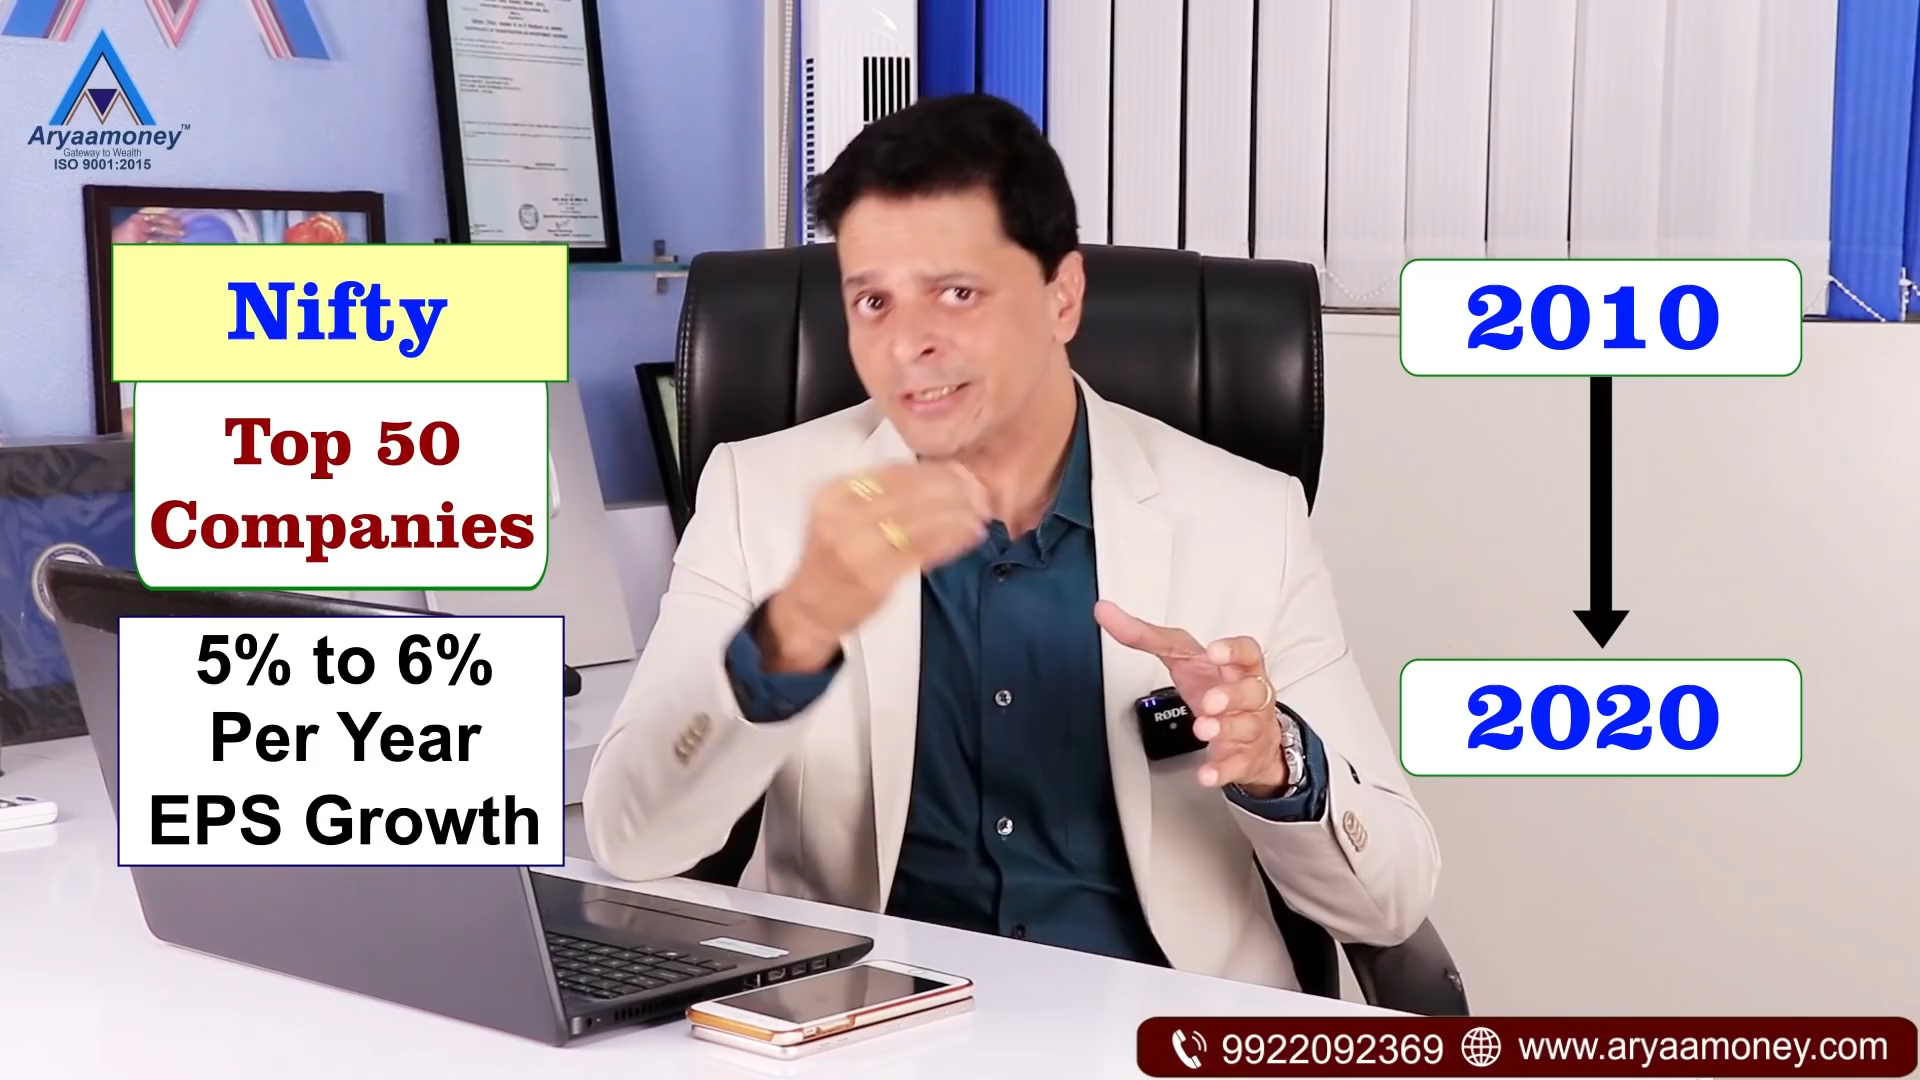 Aryaamoney™
Gateway to Wealth
ISO 9001:2015
Nifty
Top 50
Companies
5% to 6%
Per Year
EPS Growth
2010
2020
RØDE
9922092369 www.aryaamoney.com